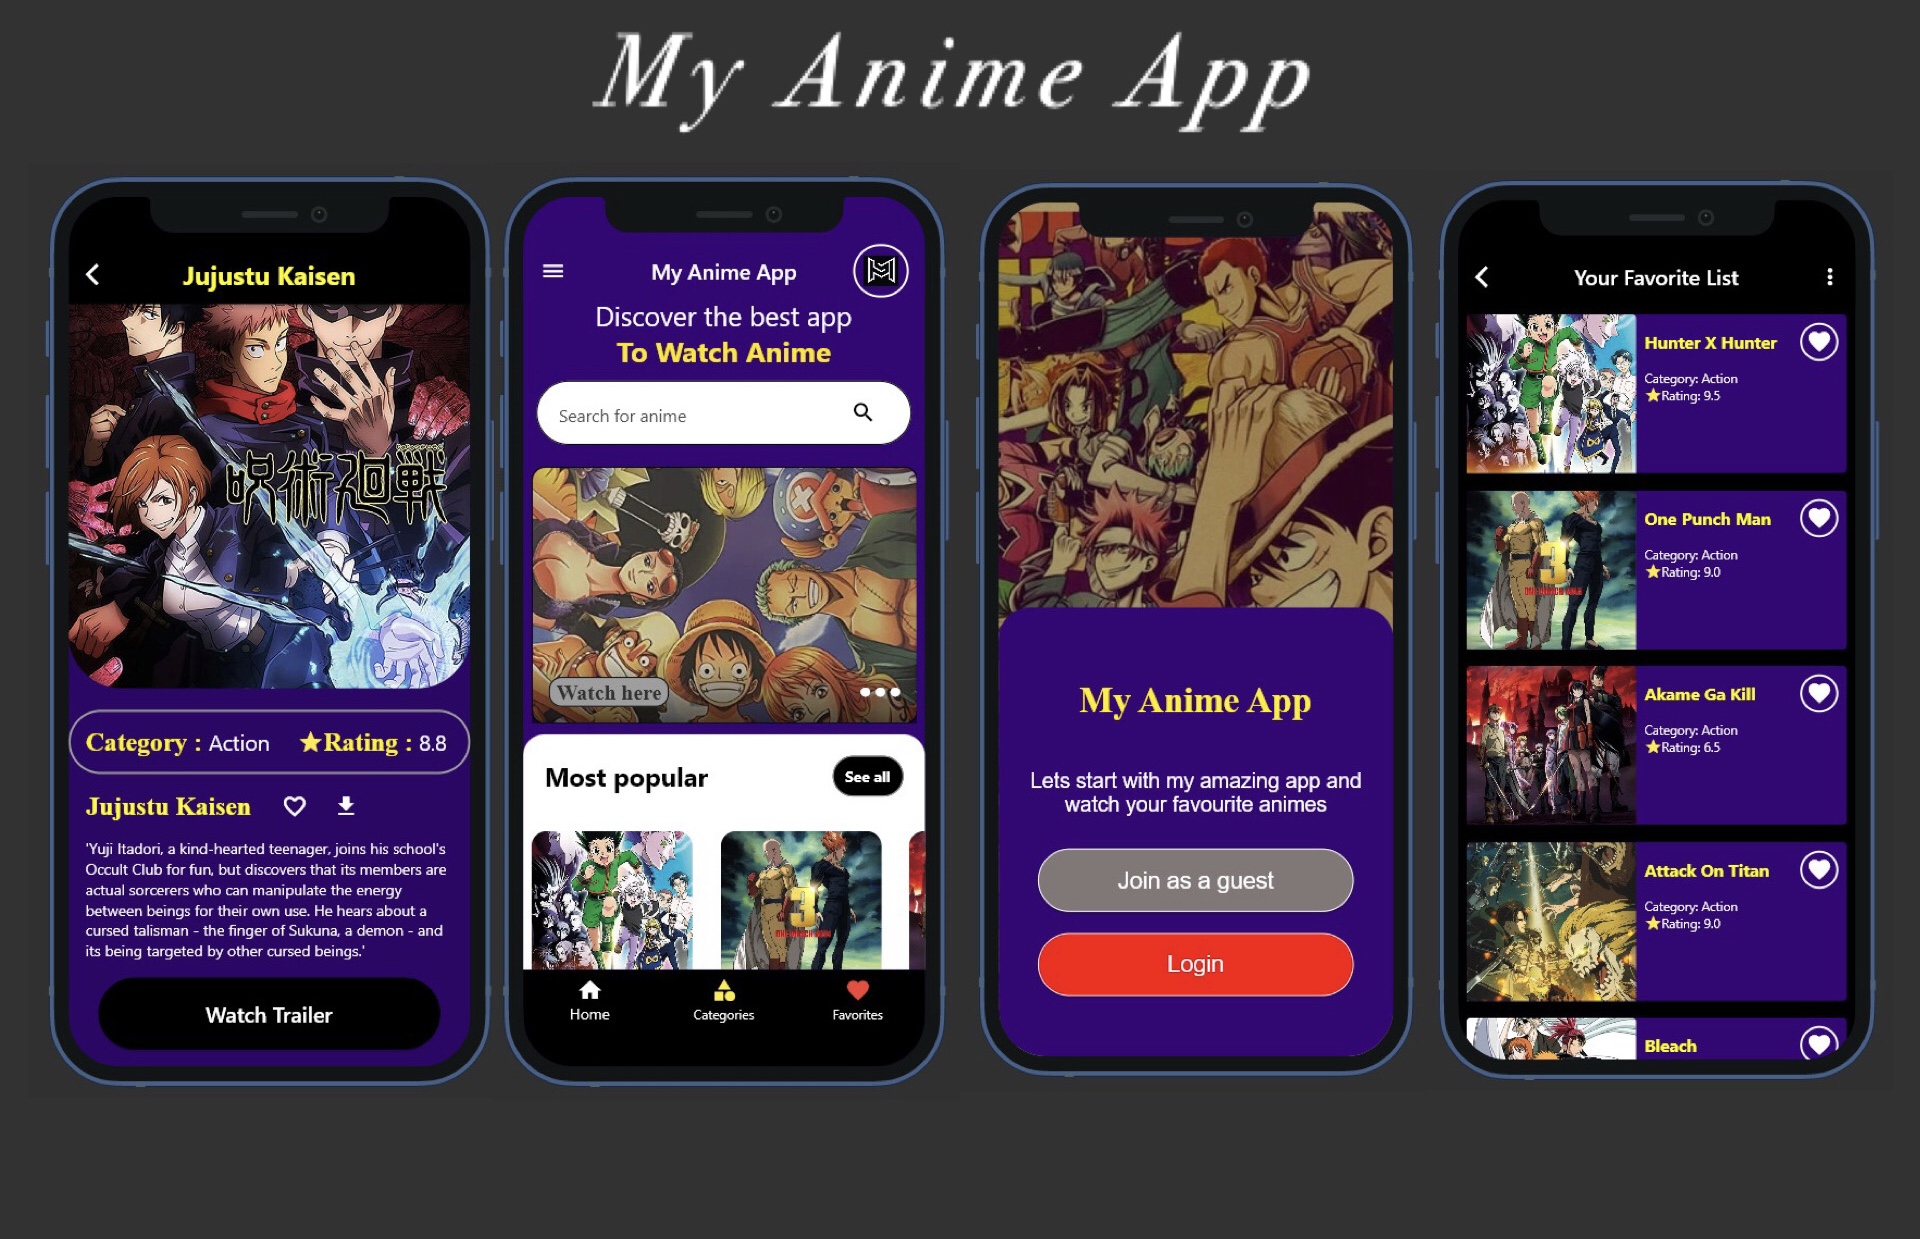 My Anime App
Jujustu Kaisen
呪術廻戦
Category : Action ⭐Rating : 8.8
Jujustu Kaisen
'Yuji Itadori, a kind-hearted teenager, joins his school's
Occult Club for fun, but discovers that its members are
actual sorcerers who can manipulate the energy
between beings for their own use. He hears about a
cursed talisman - the finger of Sukuna, a demon - and
its being targeted by other cursed beings.'
Watch Trailer
My Anime App
Discover the best app
To Watch Anime
Search for anime
Watch here
Most popular
See all
3
Home
Categories
Favorites
My Anime App
Lets start with my amazing app and
watch your favourite animes
Join as a guest
Login
Your Favorite List
Hunter X Hunter
Category: Action
⭐Rating: 9.5
3
One Punch Man
Category: Action
⭐Rating: 9.0
Akame Ga Kill
Category: Action
⭐Rating: 6.5
Attack On Titan
Category: Action
⭐Rating: 9.0
Bleach